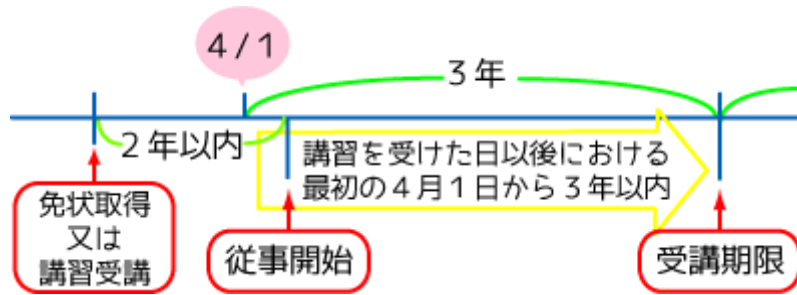 4/1
3年
2年以内
講習を受けた日以後における
最初の4月1日から3年以内
免状取得
又は
講習受講
従事開始
受講期限